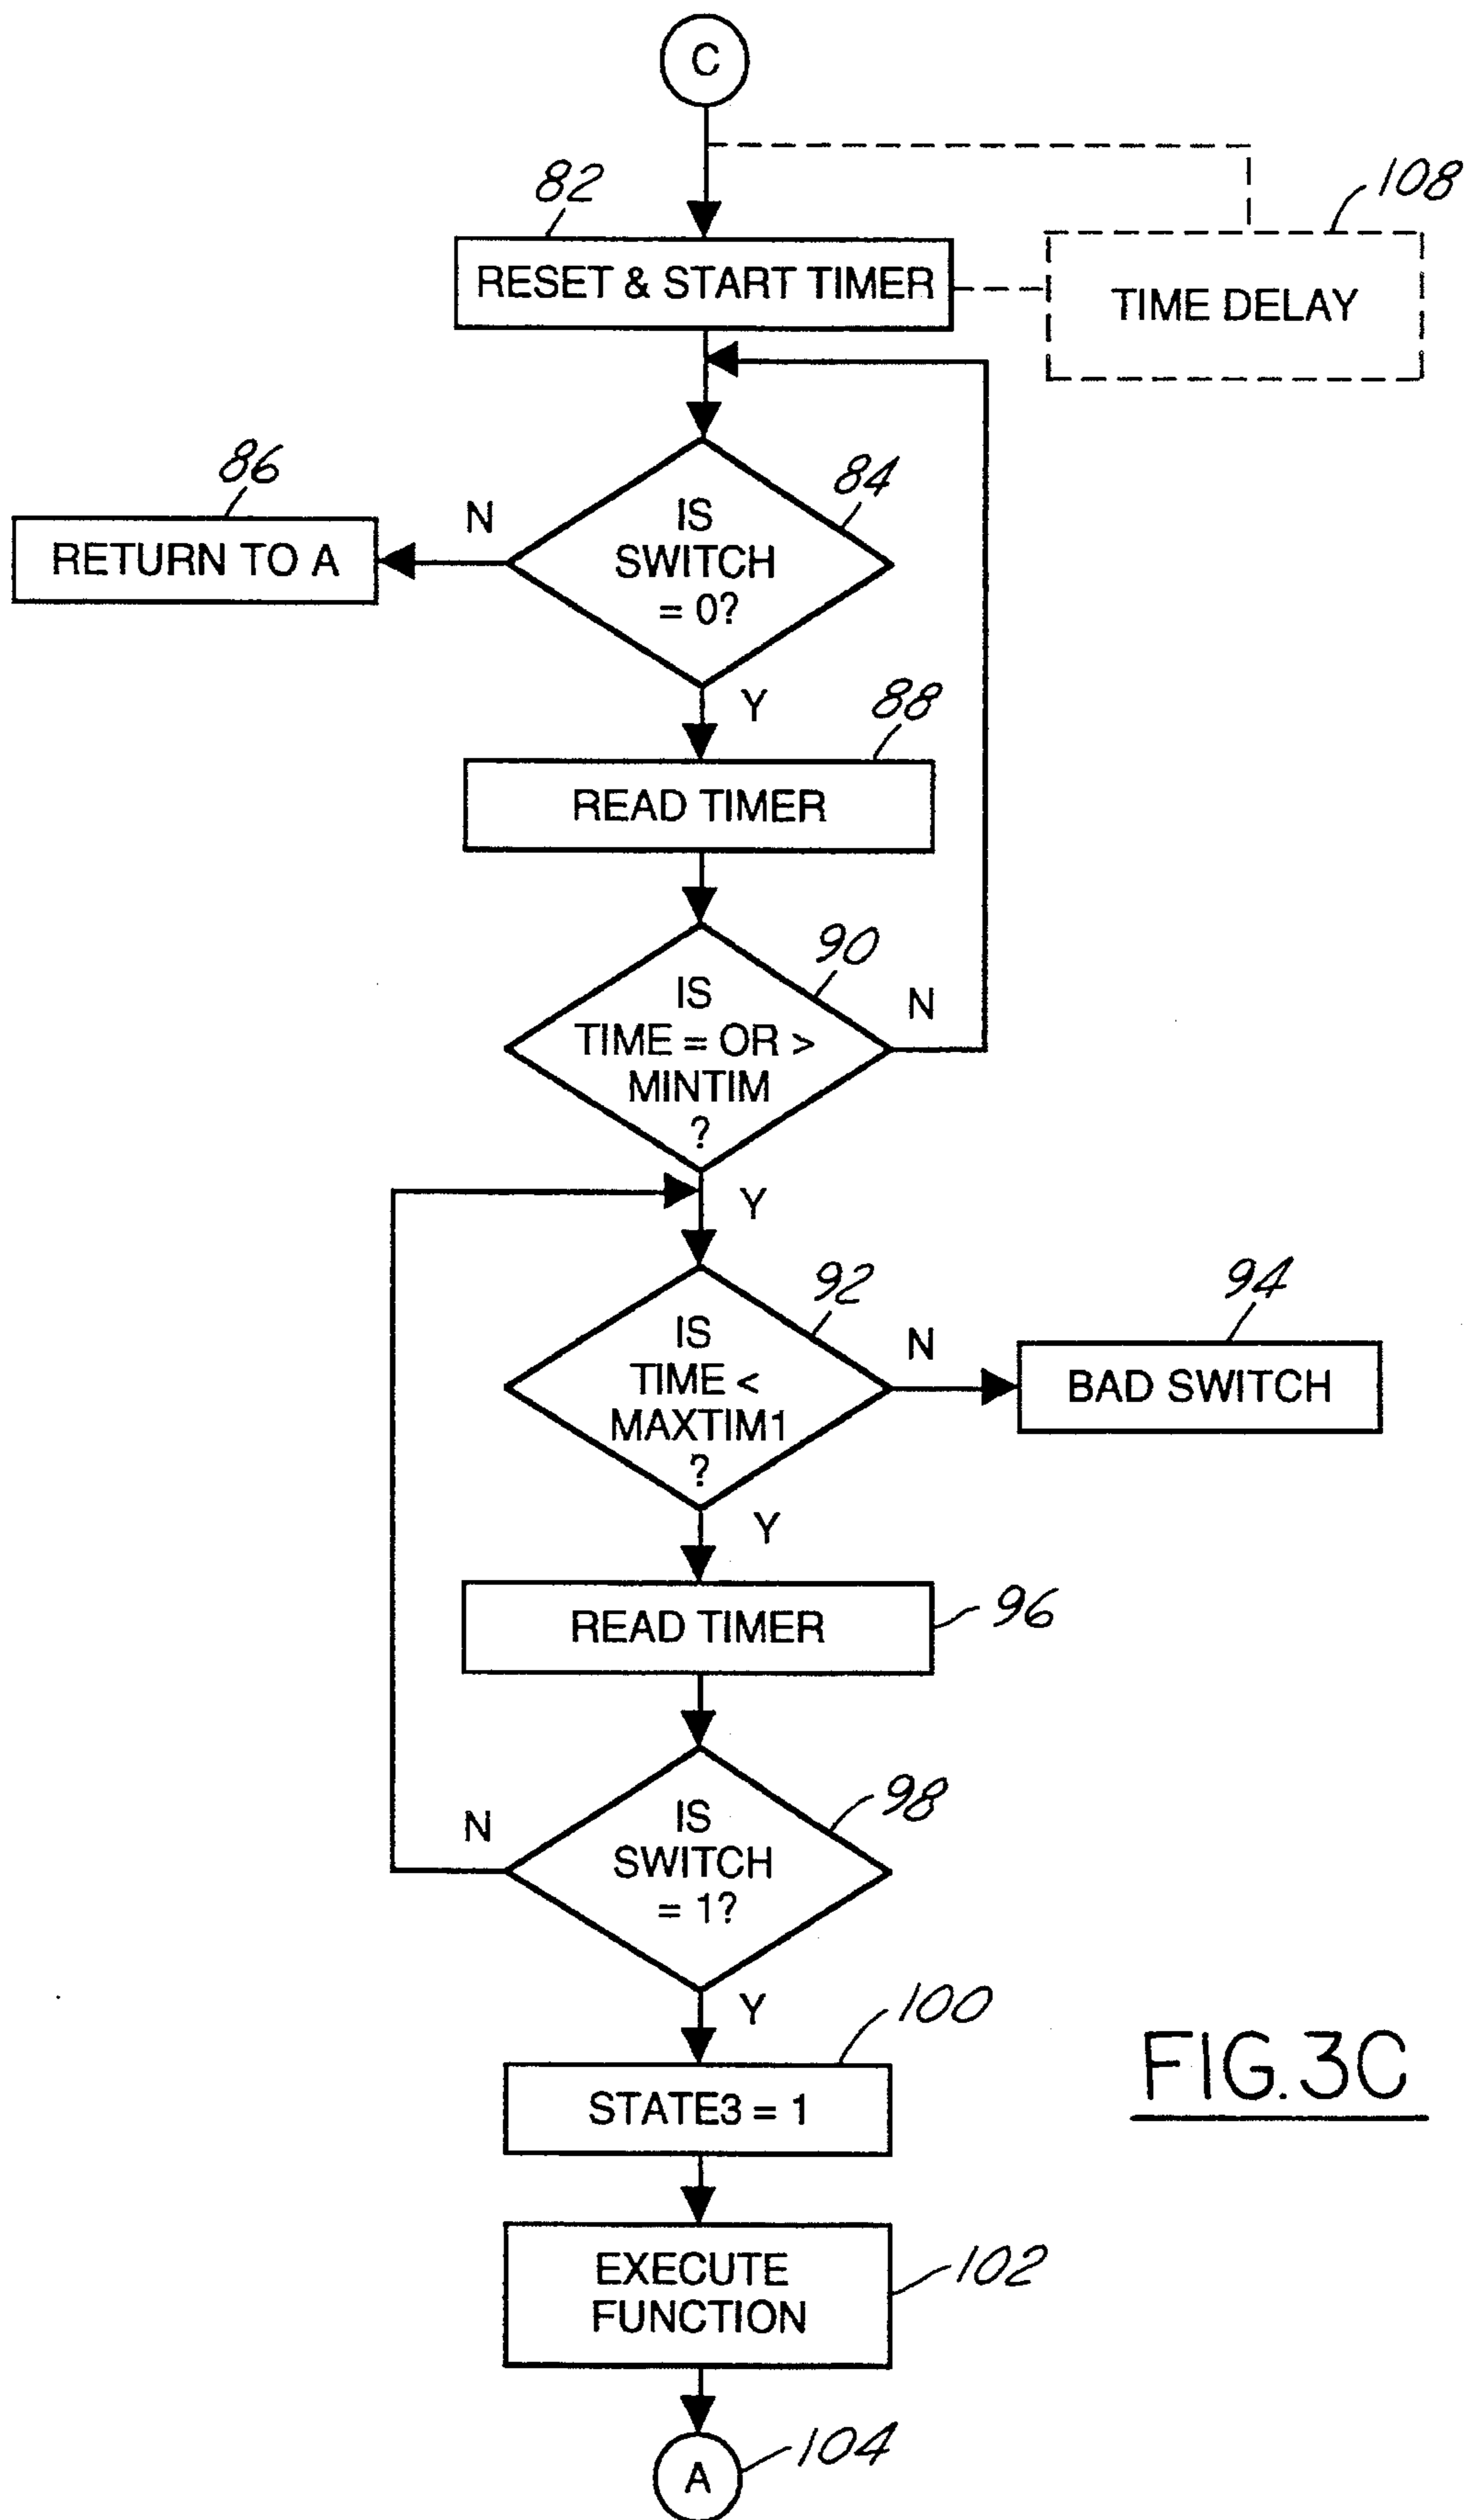 C
82
108
RESET & START TIMER
TIME DELAY
86
84
N
IS
SWITCH
= 0?
RETURN TO A
Y
88
READ TIMER
90
IS
TIME = OR >
MINTIM
?
N
Y
92
94
IS
TIME <
MAXTIM1
?
N
BAD SWITCH
Y
READ TIMER
96
98
N
IS
SWITCH
= 1?
Y
100
STATE3 = 1
FIG. 3C
EXECUTE
FUNCTION
102
A
104